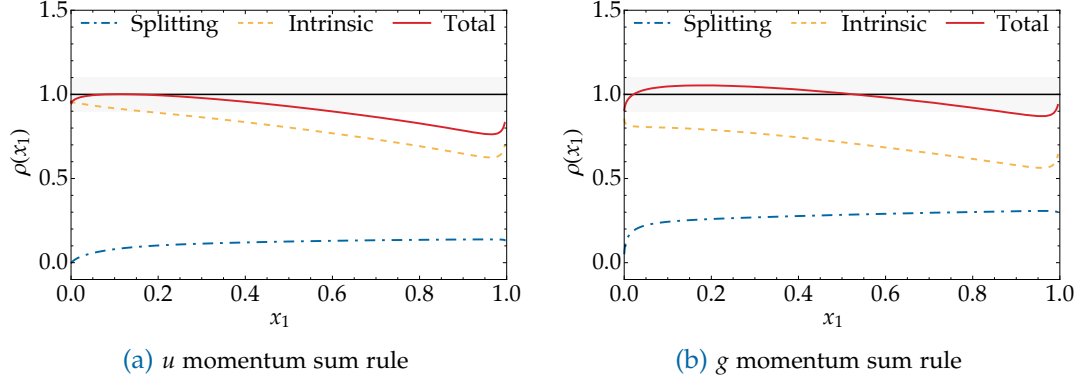 Splitting Intrinsic Total
1.5
1.0
0.5
0.0
ρ(x₁)
0.0 0.2 0.4 0.6 0.8 1.0
x₁
(a) u momentum sum rule
Splitting Intrinsic Total
1.5
1.0
0.5
0.0
ρ(x₁)
0.0 0.2 0.4 0.6 0.8 1.0
x₁
(b) g momentum sum rule